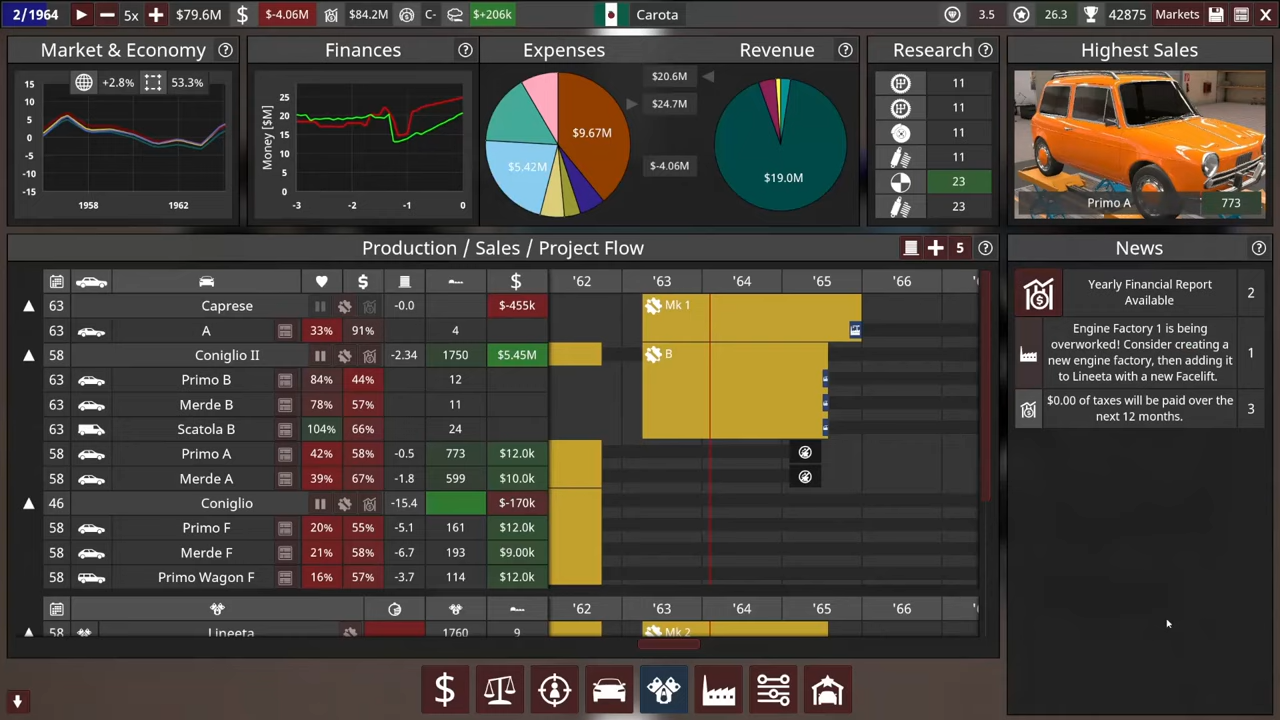 2/1964 5x $79.6M $-4.06M $84.2M C- $+206k Carota 3.5 26.3 42875 Markets
Market & Economy
+2.8% 53.3%
15
10
5
0
-5
-10
-15
1958 1962
Finances
Money [$M]
25
20
15
10
5
0
-3 -2 -1 0
Expenses
$9.67M
$5.42M
$20.6M
$24.7M
$-4.06M
Revenue
$19.0M
Research
11
11
11
11
23
23
Highest Sales
Primo A 773
Production / Sales / Project Flow 5
$ $ '62 '63 '64 '65 '66
63 Caprese -0.0 $-455k Mk 1
63 A 33% 91% 4
58 Coniglio II -2.34 1750 $5.45M B
63 Primo B 84% 44% 12
63 Merde B 78% 57% 11
63 Scatola B 104% 66% 24
58 Primo A 42% 58% -0.5 773 $12.0k
58 Merde A 39% 67% -1.8 599 $10.0k
46 Coniglio -15.4 $-170k
58 Primo F 20% 55% -5.1 161 $12.0k
58 Merde F 21% 58% -6.7 193 $9.00k
58 Primo Wagon F 16% 57% -3.7 114 $12.0k
$ '62 '63 '64 '65 '66
58 Lineeta 1760 9 Mk 2
News
Yearly Financial Report
Available
2
Engine Factory 1 is being
overworked! Consider creating a
new engine factory, then adding it
to Lineeta with a new Facelift.
1
$0.00 of taxes will be paid over the
next 12 months.
3